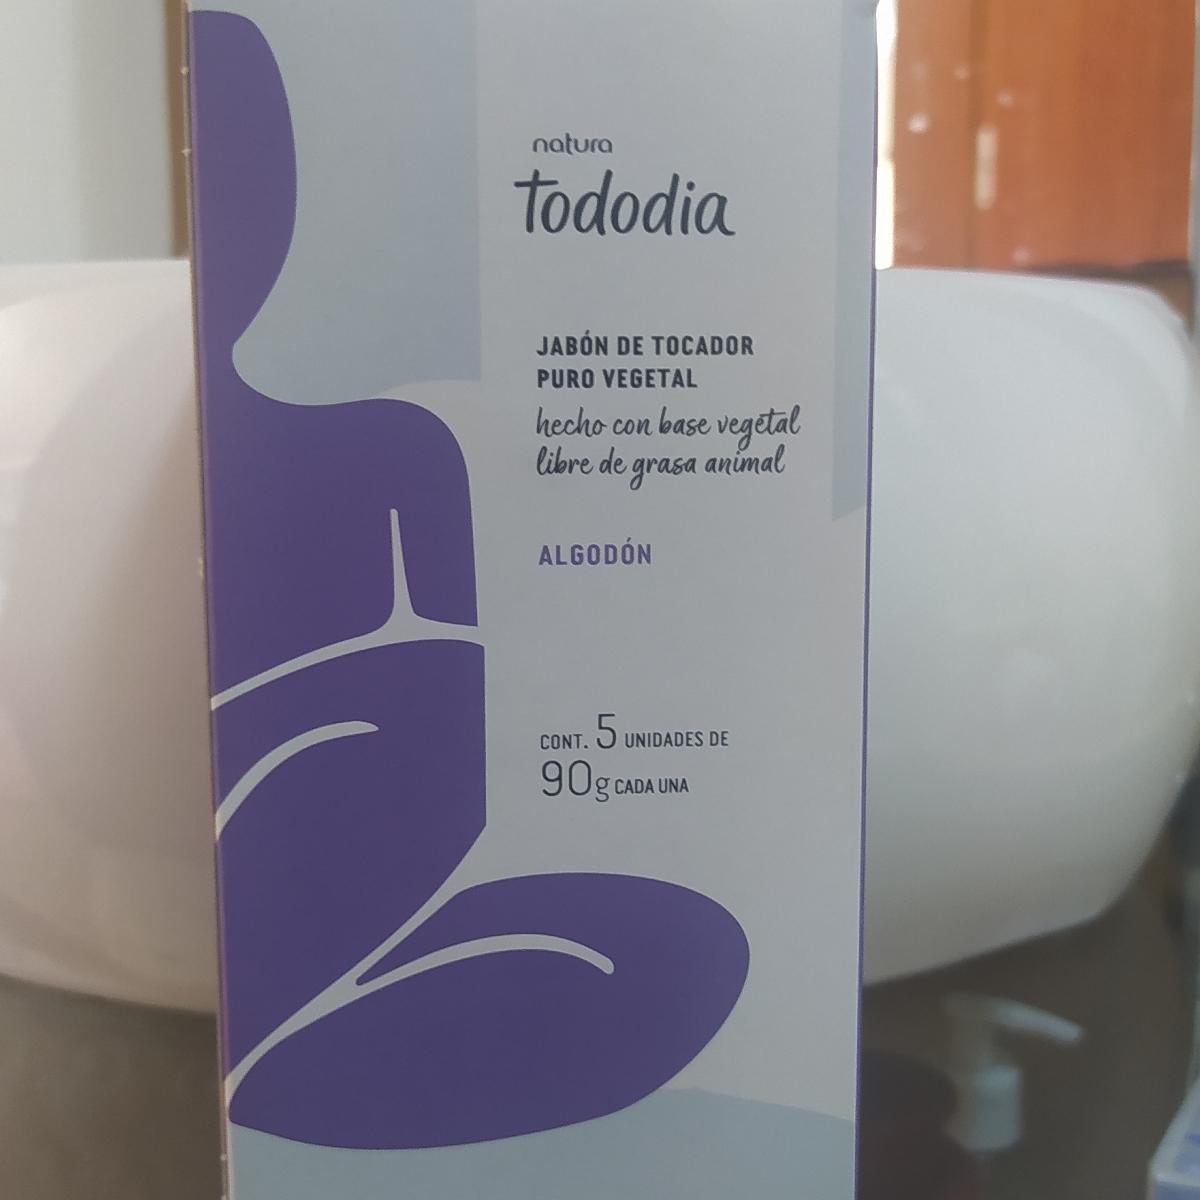 natura
Tododia
JABÓN DE TOCADOR
PURO VEGETAL
hecho con base vegetal
libre de grasa animal
ALGODÓN
CONT. 5 UNIDADES DE
90g CADA UNA